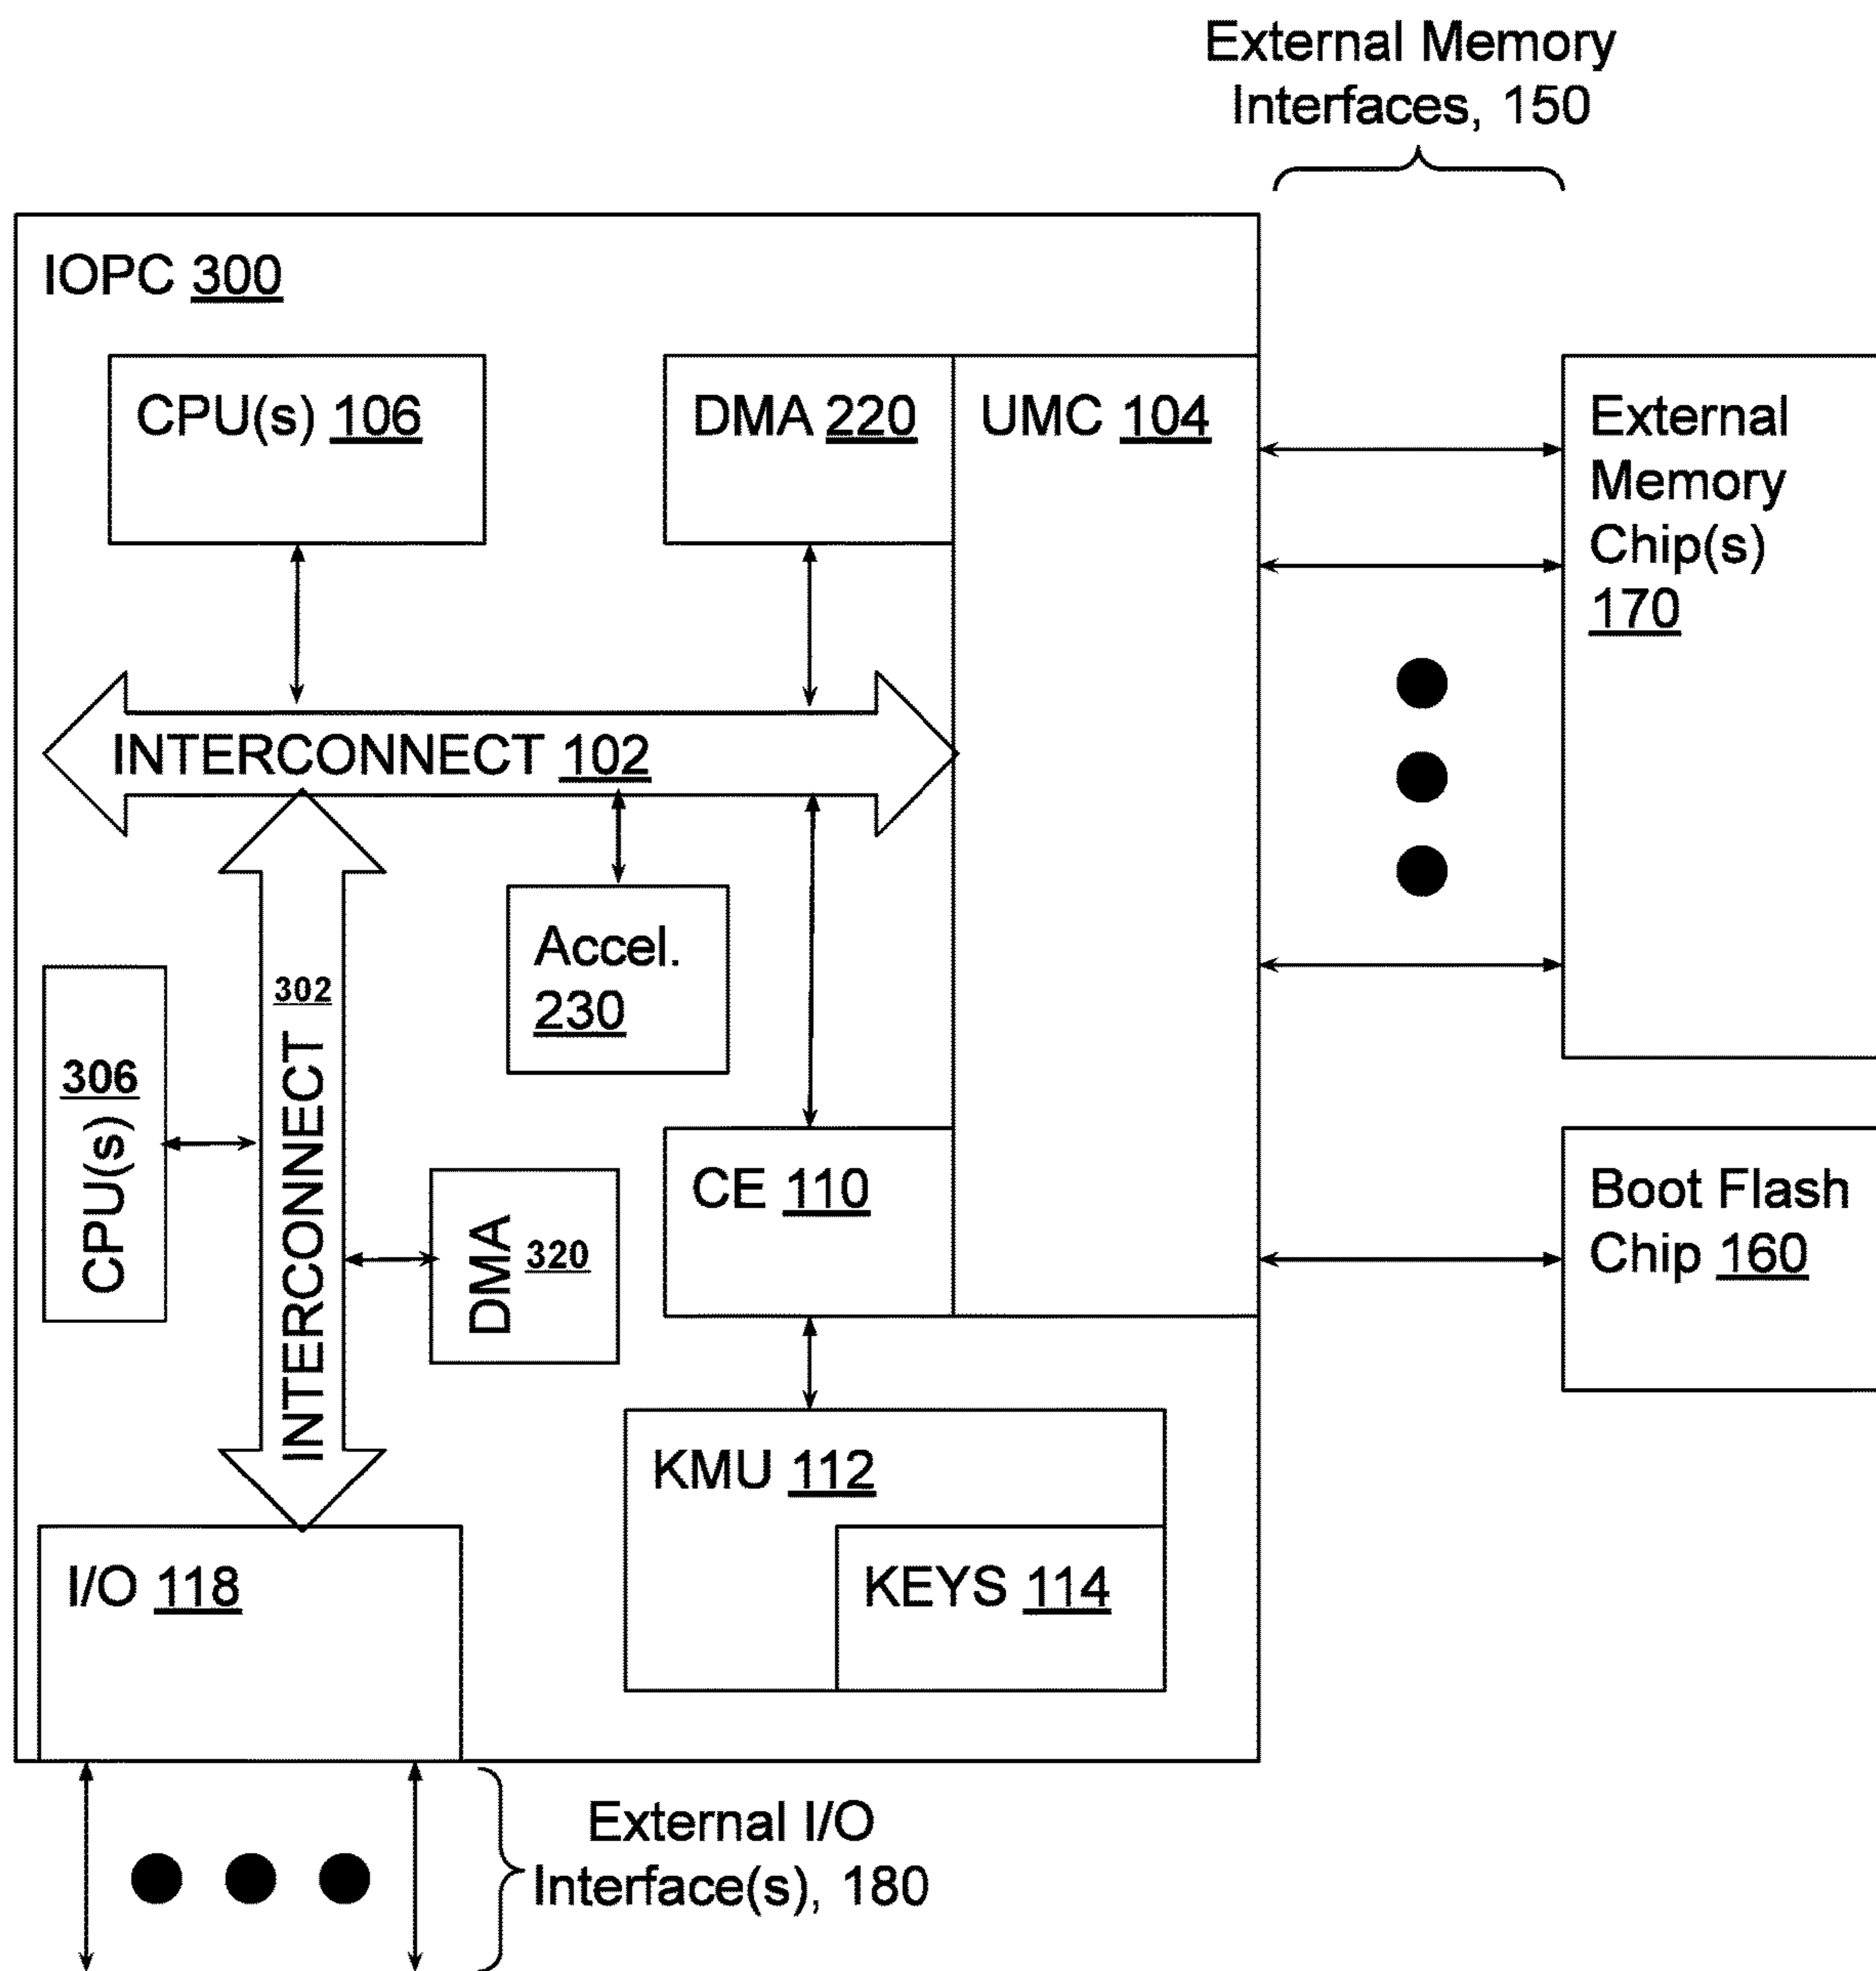 External Memory
Interfaces, 150
IOPC 300
CPU(s) 106
DMA 220
UMC 104
External
Memory
Chip(s)
170
INTERCONNECT 102
Accel.
230
302
INTERCONNECT
306
CPU(s)
DMA
320
CE 110
Boot Flash
Chip 160
KMU 112
KEYS 114
I/O 118
External I/O
Interface(s), 180